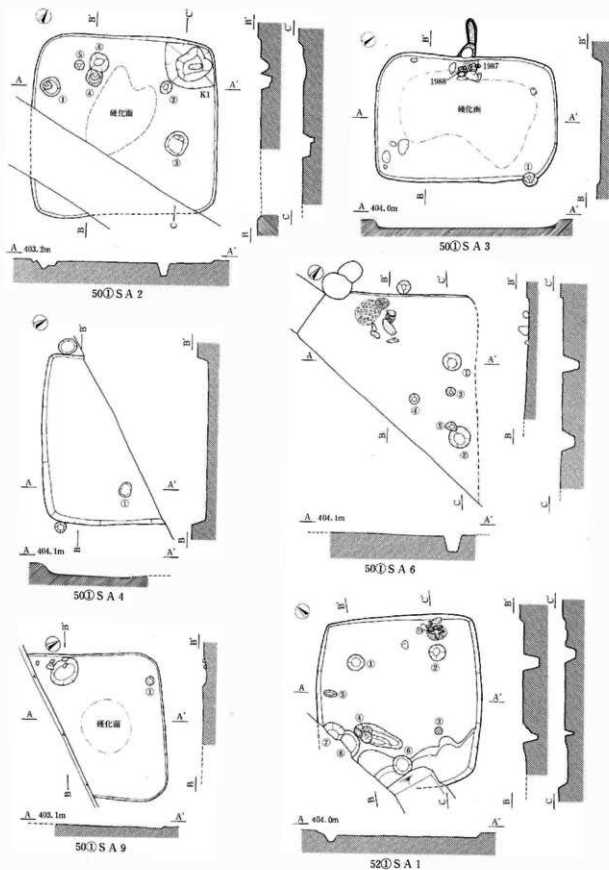 B'
C'
⑤
⑥
④
K1
A
①
②
A'
硬化面
③
B
C
B'
C'
B
C
A 403.2m
A'
50①SA2
B'
B'
1987
1988
硬化面
A
A'
①
B
B
A 404.0m
A'
50①SA3
B
B'
A
①
A'
B
B
A 404.1m
A'
50①SA4
B'
C'
B'
C'
A
①
A'
③
④
⑤
②
B
B
C
C
A 404.1m
A'
50①SA6
B'
B'
①
A
硬化面
A'
B
B
A 403.1m
A'
50①SA9
B'
C'
B'
C'
①
②
A
⑤
A'
④
③
⑦
⑧
⑥
B
C
B
C
A 404.0m
A'
52①SA1